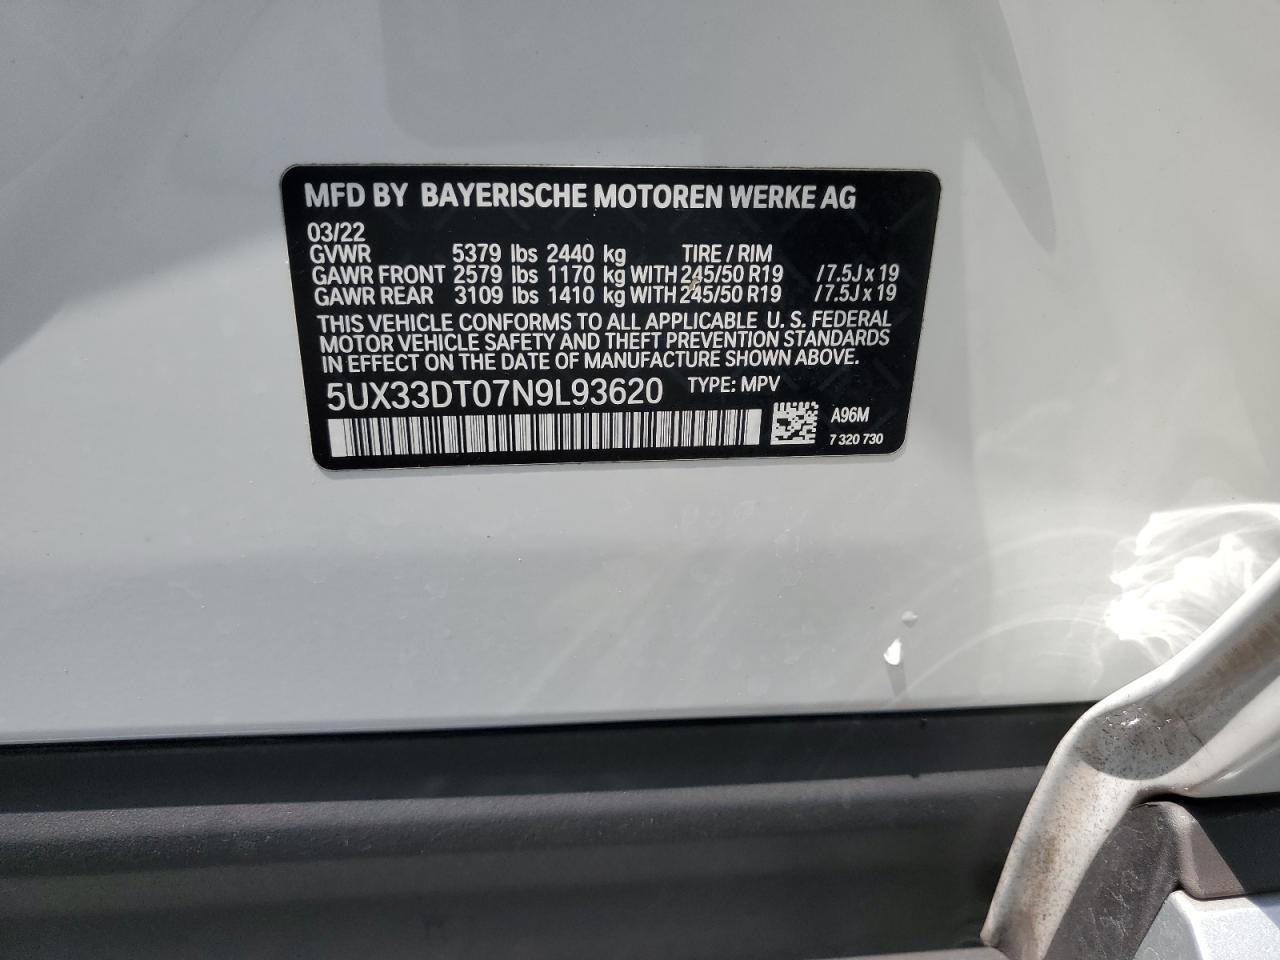 MFD BY BAYERISCHE MOTOREN WERKE AG
03/22
GVWR 5379 lbs 2440 kg TIRE / RIM
GAWR FRONT 2579 lbs 1170 kg WITH 245/50 R19 /7.5J x 19
GAWR REAR 3109 lbs 1410 kg WITH 245/50 R19 /7.5J x 19
THIS VEHICLE CONFORMS TO ALL APPLICABLE U. S. FEDERAL
MOTOR VEHICLE SAFETY AND THEFT PREVENTION STANDARDS
IN EFFECT ON THE DATE OF MANUFACTURE SHOWN ABOVE.
5UX33DT07N9L93620 TYPE: MPV
A96M
7 320 730